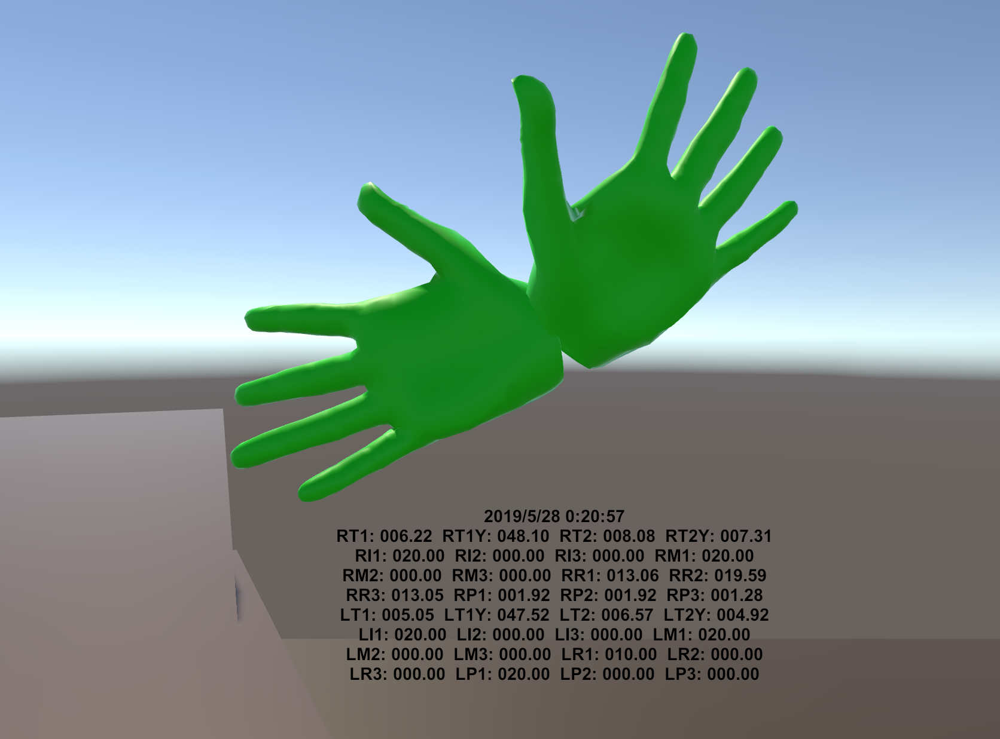 2019/5/28 0:20:57
RT1: 006.22 RT1Y: 048.10 RT2: 008.08 RT2Y: 007.31
RI1: 020.00 RI2: 000.00 RI3: 000.00 RM1: 020.00
RM2: 000.00 RM3: 000.00 RR1: 013.06 RR2: 019.59
RR3: 013.05 RP1: 001.92 RP2: 001.92 RP3: 001.28
LT1: 005.05 LT1Y: 047.52 LT2: 006.57 LT2Y: 004.92
LI1: 020.00 LI2: 000.00 LI3: 000.00 LM1: 020.00
LM2: 000.00 LM3: 000.00 LR1: 010.00 LR2: 000.00
LR3: 000.00 LP1: 020.00 LP2: 000.00 LP3: 000.00